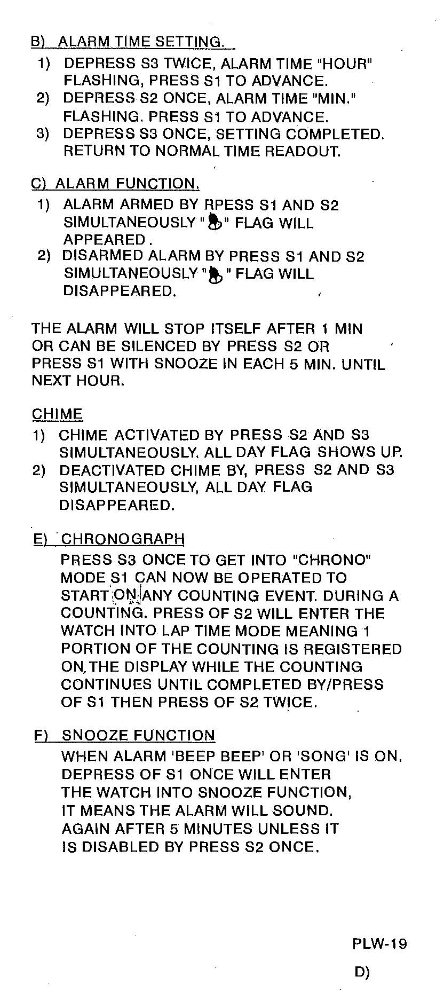 B) ALARM TIME SETTING.
1) DEPRESS S3 TWICE, ALARM TIME "HOUR"
FLASHING, PRESS S1 TO ADVANCE.
2) DEPRESS S2 ONCE, ALARM TIME "MIN."
FLASHING. PRESS S1 TO ADVANCE.
3) DEPRESS S3 ONCE, SETTING COMPLETED.
RETURN TO NORMAL TIME READOUT.
C) ALARM FUNCTION.
1) ALARM ARMED BY RPESS S1 AND S2
SIMULTANEOUSLY " " FLAG WILL
APPEARED.
2) DISARMED ALARM BY PRESS S1 AND S2
SIMULTANEOUSLY " " FLAG WILL
DISAPPEARED.
THE ALARM WILL STOP ITSELF AFTER 1 MIN
OR CAN BE SILENCED BY PRESS S2 OR
PRESS S1 WITH SNOOZE IN EACH 5 MIN. UNTIL
NEXT HOUR.
CHIME
1) CHIME ACTIVATED BY PRESS S2 AND S3
SIMULTANEOUSLY. ALL DAY FLAG SHOWS UP.
2) DEACTIVATED CHIME BY, PRESS S2 AND S3
SIMULTANEOUSLY, ALL DAY FLAG
DISAPPEARED.
E) CHRONOGRAPH
PRESS S3 ONCE TO GET INTO "CHRONO"
MODE S1 CAN NOW BE OPERATED TO
START ON ANY COUNTING EVENT. DURING A
COUNTING. PRESS OF S2 WILL ENTER THE
WATCH INTO LAP TIME MODE MEANING 1
PORTION OF THE COUNTING IS REGISTERED
ON, THE DISPLAY WHILE THE COUNTING
CONTINUES UNTIL COMPLETED BY/PRESS
OF S1 THEN PRESS OF S2 TWICE.
F) SNOOZE FUNCTION
WHEN ALARM 'BEEP BEEP' OR 'SONG' IS ON.
DEPRESS OF S1 ONCE WILL ENTER
THE WATCH INTO SNOOZE FUNCTION,
IT MEANS THE ALARM WILL SOUND.
AGAIN AFTER 5 MINUTES UNLESS IT
IS DISABLED BY PRESS S2 ONCE.
PLW-19
D)